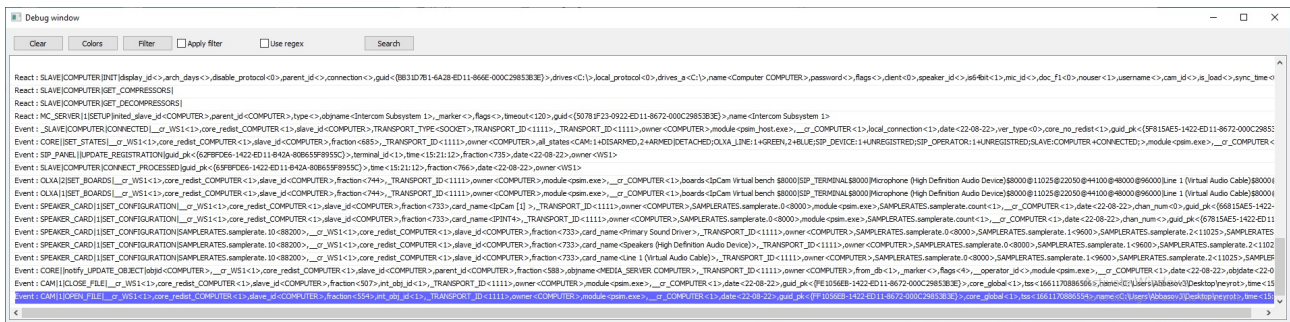 Debug window
Clear Colors Filter Apply filter Use regex Search
React : SLAVE|COMPUTER|INIT|display_id<>,arch_days<>,disable_protocol<0>,parent_id<>,connection<>,guid<{BB31D7B1-6A28-ED11-866E-000C29853B3E}>,drives<C:\>,local_protocol<0>,drives_a<C:\>,name<Computer COMPUTER>,password<>,flags<>,client<0>,speaker_id<>,is64bit<1>,mic_id<>,doc_f1<0>,nouser<1>,username<>,cam_id<>,is_load<>,sync_time<
React : SLAVE|COMPUTER|GET_COMPRESSORS|
React : SLAVE|COMPUTER|GET_DECOMPRESSORS|
React : MC_SERVER|1|SETUP|inited_slave_id<COMPUTER>,parent_id<COMPUTER>,type<>,objname<Intercom Subsystem 1>,_marker<>,flags<>,timeout<120>,guid<{50781F23-0922-ED11-8672-000C29853B3E}>,name<Intercom Subsystem 1>
Event : _SLAVE|COMPUTER|CONNECTED|__cr_WS1<1>,core_redist_COMPUTER<1>,slave_id<COMPUTER>,TRANSPORT_TYPE<SOCKET>,TRANSPORT_ID<1111>,_TRANSPORT_ID<1111>,owner<COMPUTER>,module<psim_host.exe>,__cr_COMPUTER<1>,local_connection<1>,date<22-08-22>,ver_type<0>,core_no_redist<1>,guid_pk<{5F815AE5-1422-ED11-8672-000C29853
Event : CORE||SET_STATES|__cr_WS1<1>,core_redist_COMPUTER<1>,slave_id<COMPUTER>,fraction<685>,_TRANSPORT_ID<1111>,owner<COMPUTER>,all_states<CAM:1+DISARMED,2+ARMED|DETACHED;OLXA_LINE:1+GREEN,2+BLUE;SIP_DEVICE:1+UNREGISTRED;SIP_OPERATOR:1+UNREGISTRED;SLAVE:COMPUTER+CONNECTED;>,module<psim.exe>,
Event : SIP_PANEL||UPDATE_REGISTRATION|guid_pk<{62FBFDE6-1422-ED11-B42A-80B655F8955C}>,terminal_id<1>,time<15:21:12>,fraction<735>,date<22-08-22>,owner<WS1>
Event : SLAVE|COMPUTER|CONNECT_PROCESSED|guid_pk<{65FBFDE6-1422-ED11-B42A-80B655F8955C}>,time<15:21:12>,fraction<766>,date<22-08-22>,owner<WS1>
Event : OLXA|2|SET_BOARDS|__cr_WS1<1>,core_redist_COMPUTER<1>,slave_id<COMPUTER>,fraction<744>,_TRANSPORT_ID<1111>,owner<COMPUTER>,module<psim.exe>,__cr_COMPUTER<1>,boards<IpCam Virtual bench $8000|SIP_TERMINAL$8000|Microphone (High Definition Audio Device)$8000@11025@22050@44100@48000@96000|Line 1 (Virtual Audio Cable)$8000
Event : OLXA|1|SET_BOARDS|__cr_WS1<1>,core_redist_COMPUTER<1>,slave_id<COMPUTER>,fraction<744>,_TRANSPORT_ID<1111>,owner<COMPUTER>,module<psim.exe>,__cr_COMPUTER<1>,boards<IpCam Virtual bench $8000|SIP_TERMINAL$8000|Microphone (High Definition Audio Device)$8000@11025@22050@44100@48000@96000|Line 1 (Virtual Audio Cable)$8000
Event : SPEAKER_CARD|1|SET_CONFIGURATION|__cr_WS1<1>,core_redist_COMPUTER<1>,slave_id<COMPUTER>,fraction<733>,card_name<IpCam [1] >,_TRANSPORT_ID<1111>,owner<COMPUTER>,SAMPLERATES.samplerate.0<8000>,module<psim.exe>,SAMPLERATES.samplerate.count<1>,__cr_COMPUTER<1>,date<22-08-22>,chan_num<0>,guid_pk<{66815AE5-1422-
Event : SPEAKER_CARD|1|SET_CONFIGURATION|__cr_WS1<1>,core_redist_COMPUTER<1>,slave_id<COMPUTER>,fraction<733>,card_name<IPINT4>,_TRANSPORT_ID<1111>,owner<COMPUTER>,SAMPLERATES.samplerate.0<8000>,module<psim.exe>,SAMPLERATES.samplerate.count<1>,__cr_COMPUTER<1>,date<22-08-22>,chan_num<>,guid_pk<{67815AE5-1422-ED11
Event : SPEAKER_CARD|1|SET_CONFIGURATION|SAMPLERATES.samplerate.10<88200>,__cr_WS1<1>,core_redist_COMPUTER<1>,slave_id<COMPUTER>,fraction<733>,card_name<Primary Sound Driver>,_TRANSPORT_ID<1111>,owner<COMPUTER>,SAMPLERATES.samplerate.0<8000>,SAMPLERATES.samplerate.1<9600>,SAMPLERATES.samplerate.2<11025>,SAMPLERATES
Event : SPEAKER_CARD|1|SET_CONFIGURATION|SAMPLERATES.samplerate.10<88200>,__cr_WS1<1>,core_redist_COMPUTER<1>,slave_id<COMPUTER>,fraction<733>,card_name<Speakers (High Definition Audio Device)>,_TRANSPORT_ID<1111>,owner<COMPUTER>,SAMPLERATES.samplerate.0<8000>,SAMPLERATES.samplerate.1<9600>,SAMPLERATES.samplerate.2<1102
Event : SPEAKER_CARD|1|SET_CONFIGURATION|SAMPLERATES.samplerate.10<88200>,__cr_WS1<1>,core_redist_COMPUTER<1>,slave_id<COMPUTER>,fraction<733>,card_name<Line 1 (Virtual Audio Cable)>,_TRANSPORT_ID<1111>,owner<COMPUTER>,SAMPLERATES.samplerate.0<8000>,SAMPLERATES.samplerate.1<9600>,SAMPLERATES.samplerate.2<11025>,SAMPLER
Event : CORE||notify_UPDATE_OBJECT|objid<COMPUTER>,__cr_WS1<1>,core_redist_COMPUTER<1>,slave_id<COMPUTER>,parent_id<COMPUTER>,fraction<588>,objname<MEDIA_SERVER COMPUTER>,_TRANSPORT_ID<1111>,owner<COMPUTER>,from_db<1>,_marker<>,flags<4>,__operator_id<>,module<psim.exe>,__cr_COMPUTER<1>,date<22-08-22>,objdate<22-0
Event : CAM|1|CLOSE_FILE|__cr_WS1<1>,core_redist_COMPUTER<1>,slave_id<COMPUTER>,fraction<507>,int_obj_id<1>,_TRANSPORT_ID<1111>,owner<COMPUTER>,module<psim.exe>,__cr_COMPUTER<1>,date<22-08-22>,guid_pk<{FE1056EB-1422-ED11-8672-000C29853B3E}>,core_global<1>,tss<1661170886506>,name<C:\Users\Abbasov3\Desktop\neyrot>,time<15
Event : CAM|1|OPEN_FILE|__cr_WS1<1>,core_redist_COMPUTER<1>,slave_id<COMPUTER>,fraction<554>,int_obj_id<1>,_TRANSPORT_ID<1111>,owner<COMPUTER>,module<psim.exe>,__cr_COMPUTER<1>,date<22-08-22>,guid_pk<{FF1056EB-1422-ED11-8672-000C29853B3E}>,core_global<1>,tss<1661170886554>,name<C:\Users\Abbasov3\Desktop\neyrot>,time<15: